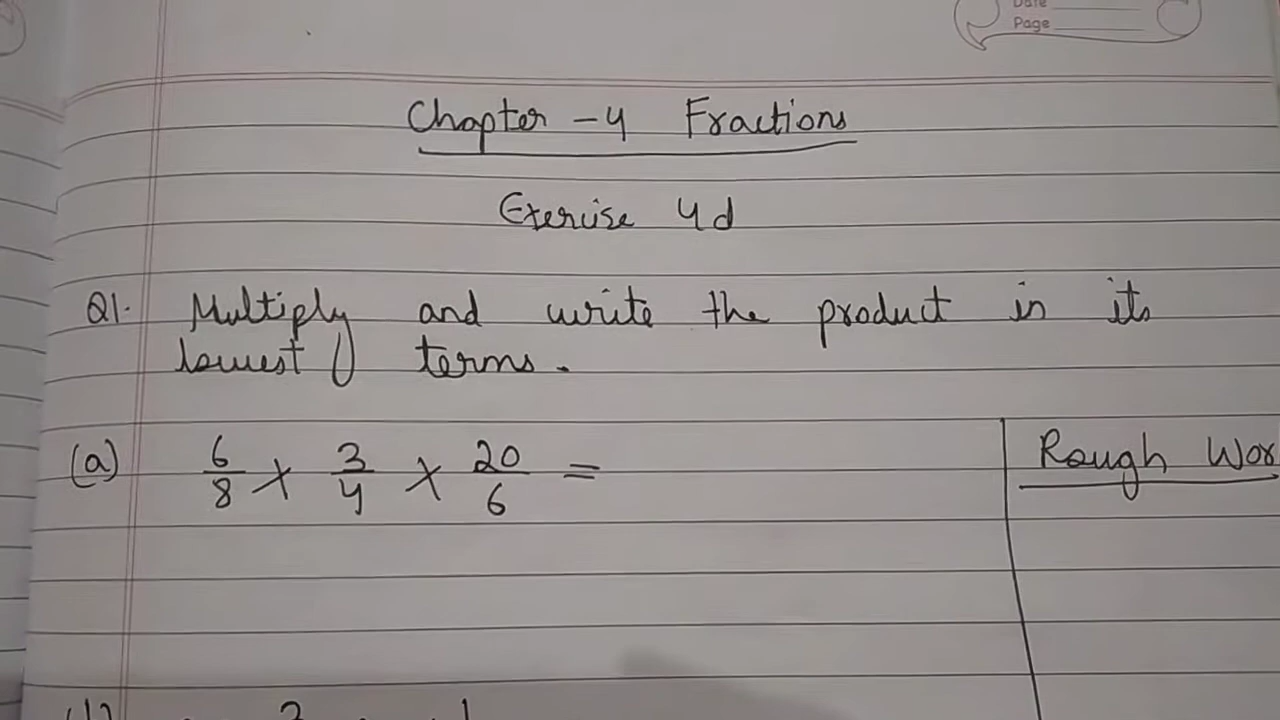 Date
Page
Chapter - 4 Fractions
Exercise 4d
Q1. Multiply and write the product in its
lowest terms.
(a) 6/8 × 3/4 × 20/6 =
Rough Wor